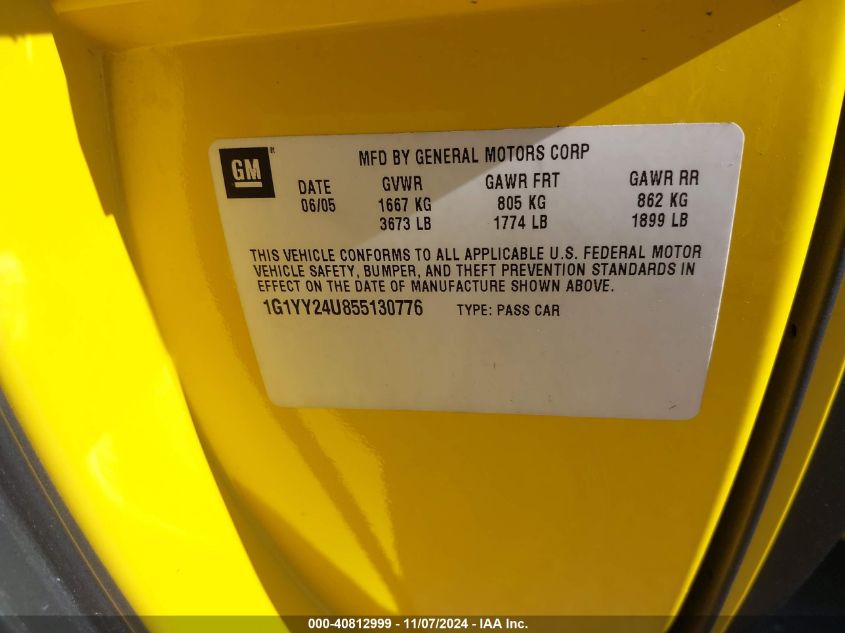 GM
MFD BY GENERAL MOTORS CORP
DATE GVWR GAWR FRT GAWR RR
06/05 1667 KG 805 KG 862 KG
3673 LB 1774 LB 1899 LB
THIS VEHICLE CONFORMS TO ALL APPLICABLE U.S. FEDERAL MOTOR
VEHICLE SAFETY, BUMPER, AND THEFT PREVENTION STANDARDS IN
EFFECT ON THE DATE OF MANUFACTURE SHOWN ABOVE.
1G1YY24U855130776 TYPE: PASS CAR
000-40812999 - 11/07/2024 - IAA Inc.